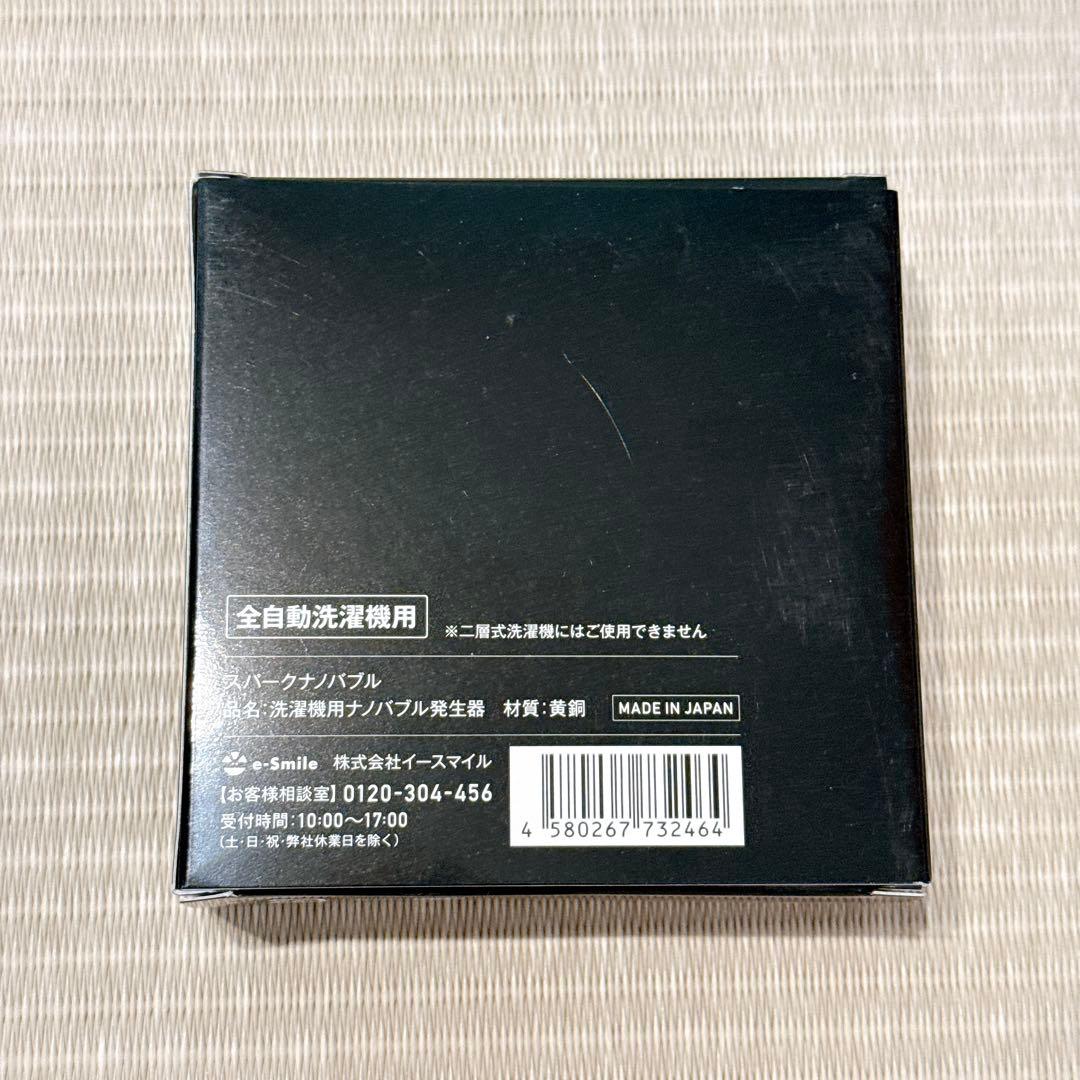 全自動洗濯機用 ※二層式洗濯機にはご使用できません
スパークナノバブル
品名：洗濯機用ナノバブル発生器 材質：黄銅 MADE IN JAPAN
e-Smile 株式会社イースマイル
【お客様相談室】0120-304-456
受付時間：10:00〜17:00
（土・日・祝・弊社休業日を除く）
4 580267 732464